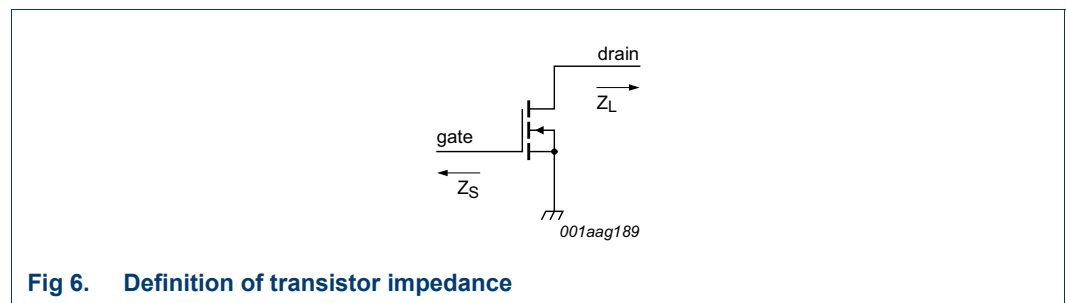 drain
Z_L
gate
Z_S
001aag189
Fig 6. Definition of transistor impedance